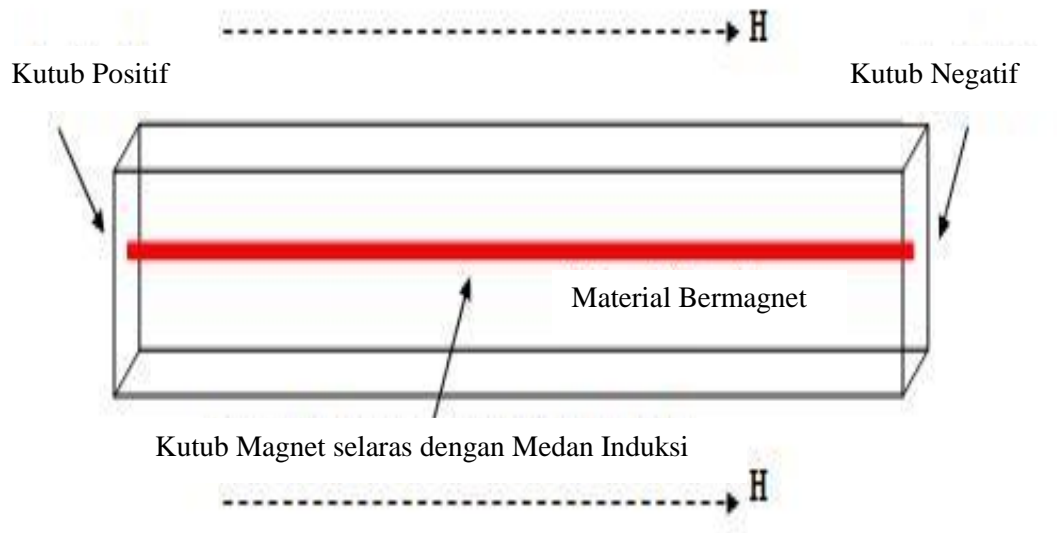 H
Kutub Positif
Kutub Negatif
Material Bermagnet
Kutub Magnet selaras dengan Medan Induksi
H